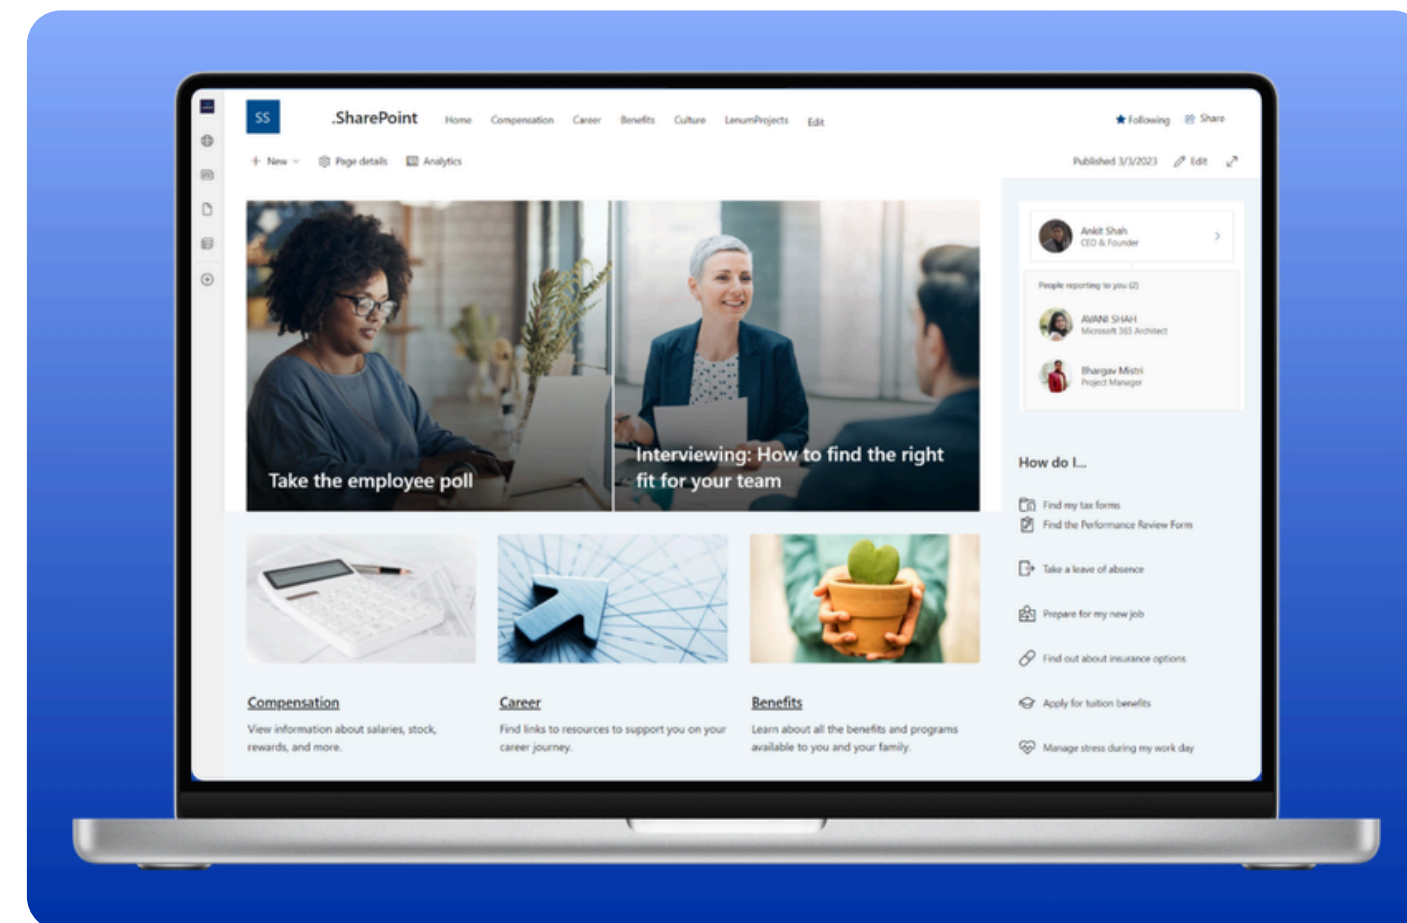 SS
.SharePoint
Home Compensation Career Benefits Culture LenumProjects Edit
Following Share
New Page details Analytics
Published 3/3/2023 Edit
Take the employee poll
Interviewing: How to find the right
fit for your team
Ankit Shah
CEO & Founder
People reporting to you (2)
AVANI SHAH
Microsoft 365 Architect
Bhargav Mistri
Project Manager
How do I...
Find my tax forms
Find the Performance Review Form
Take a leave of absence
Prepare for my new job
Find out about insurance options
Apply for tuition benefits
Manage stress during my work day
Compensation
View information about salaries, stock,
rewards, and more.
Career
Find links to resources to support you on your
career journey.
Benefits
Learn about all the benefits and programs
available to you and your family.